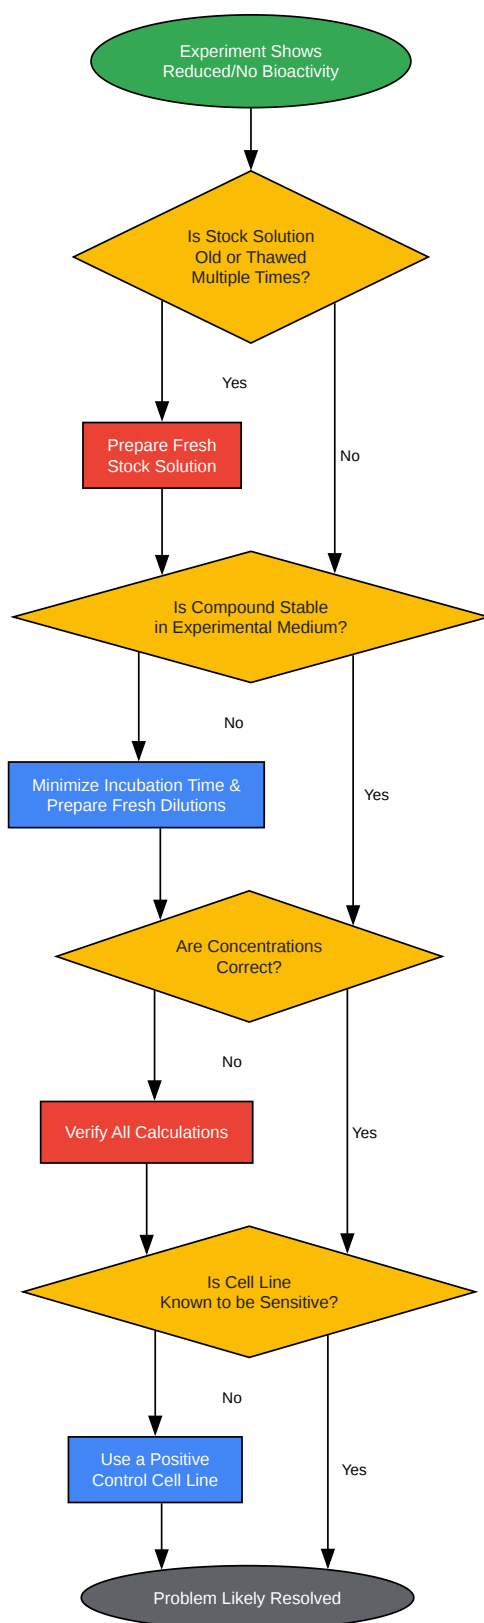 Experiment Shows
Reduced/No Bioactivity
Is Stock Solution
Old or Thawed
Multiple Times?
Yes
Prepare Fresh
Stock Solution
No
Is Compound Stable
in Experimental Medium?
No
Minimize Incubation Time &
Prepare Fresh Dilutions
Yes
Are Concentrations
Correct?
No
Verify All Calculations
Yes
Is Cell Line
Known to be Sensitive?
No
Use a Positive
Control Cell Line
Yes
Problem Likely Resolved